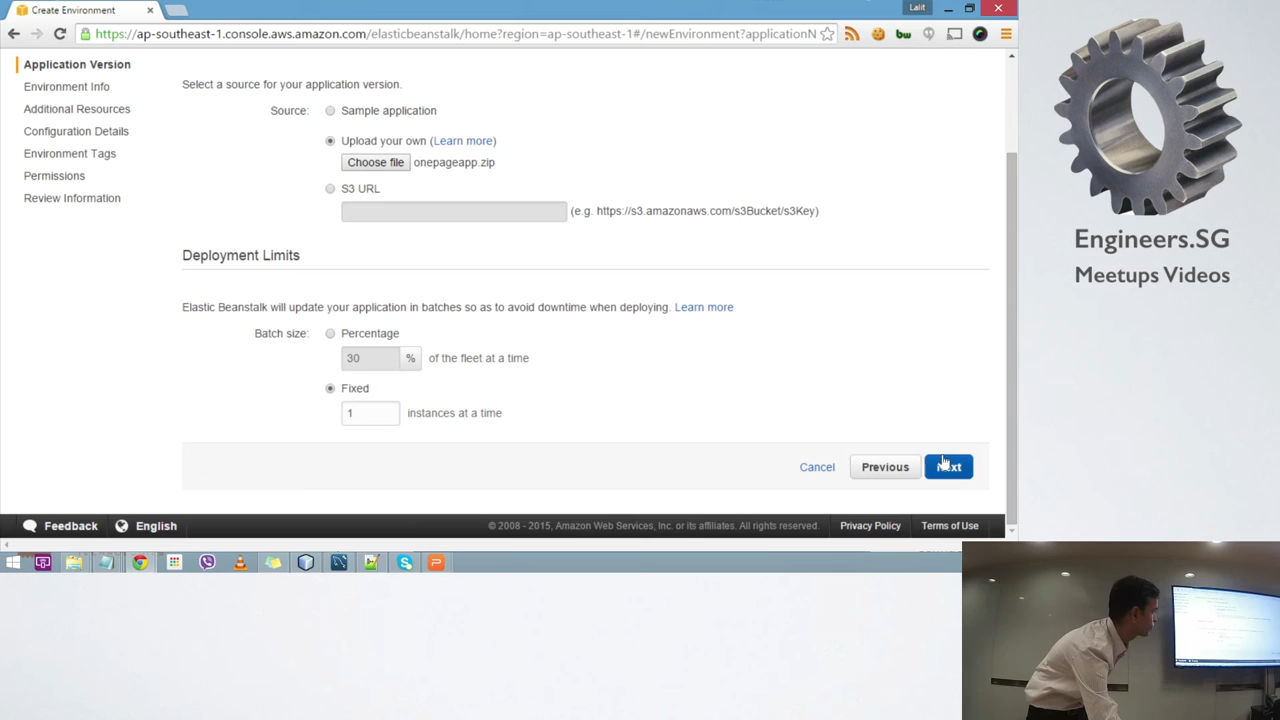 Create Environment
Lalit
https://ap-southeast-1.console.aws.amazon.com/elasticbeanstalk/home?region=ap-southeast-1#/newEnvironment?applicationN
bw
Application Version
Environment Info
Additional Resources
Configuration Details
Environment Tags
Permissions
Review Information
Select a source for your application version.
Source: Sample application
Upload your own (Learn more)
Choose file onepageapp.zip
S3 URL
(e.g. https://s3.amazonaws.com/s3Bucket/s3Key)
Deployment Limits
Elastic Beanstalk will update your application in batches so as to avoid downtime when deploying. Learn more
Batch size: Percentage
30 % of the fleet at a time
Fixed
1 instances at a time
Cancel Previous Next
Feedback English © 2008 - 2015, Amazon Web Services, Inc. or its affiliates. All rights reserved. Privacy Policy Terms of Use
Engineers.SG
Meetups Videos